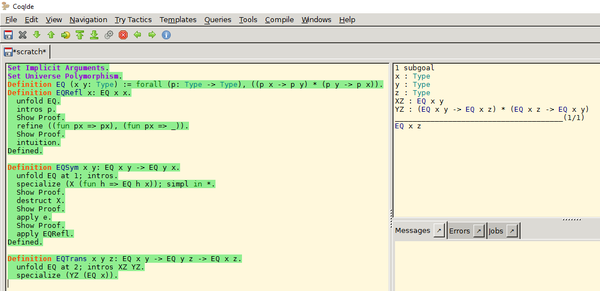 CoqIde
File Edit View Navigation Try Tactics Templates Queries Tools Compile Windows Help
*scratch*
Set Implicit Arguments.
Set Universe Polymorphism.
Definition EQ (x y: Type) := forall (p: Type -> Type), ((p x -> p y) * (p y -> p x)).
Definition EQRefl x: EQ x x.
unfold EQ.
intros p.
Show Proof.
refine ((fun px => px), (fun px => _)).
Show Proof.
intuition.
Defined.
Definition EQSym x y: EQ x y -> EQ y x.
unfold EQ at 1; intros.
specialize (X (fun h => EQ h x)); simpl in *.
Show Proof.
destruct X.
Show Proof.
apply e.
Show Proof.
apply EQRefl.
Defined.
Definition EQTrans x y z: EQ x y -> EQ y z -> EQ x z.
unfold EQ at 2; intros XZ YZ.
specialize (YZ (EQ x)).
1 subgoal
x : Type
y : Type
z : Type
XZ : EQ x y
YZ : (EQ x y -> EQ x z) * (EQ x z -> EQ x y)
______________________________________(1/1)
EQ x z
Messages Errors Jobs